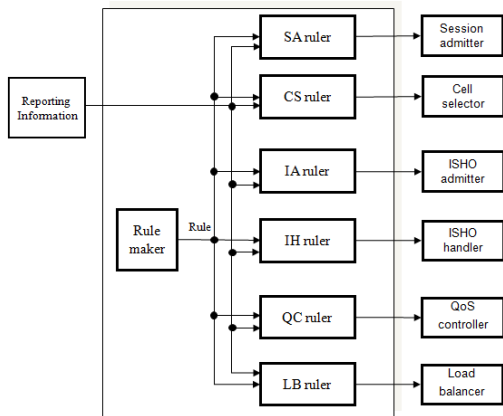 SA ruler
Session
admitter
Reporting
Information
CS ruler
Cell
selector
IA ruler
ISHO
admitter
Rule
maker
Rule
IH ruler
ISHO
handler
QC ruler
QoS
controller
LB ruler
Load
balancer